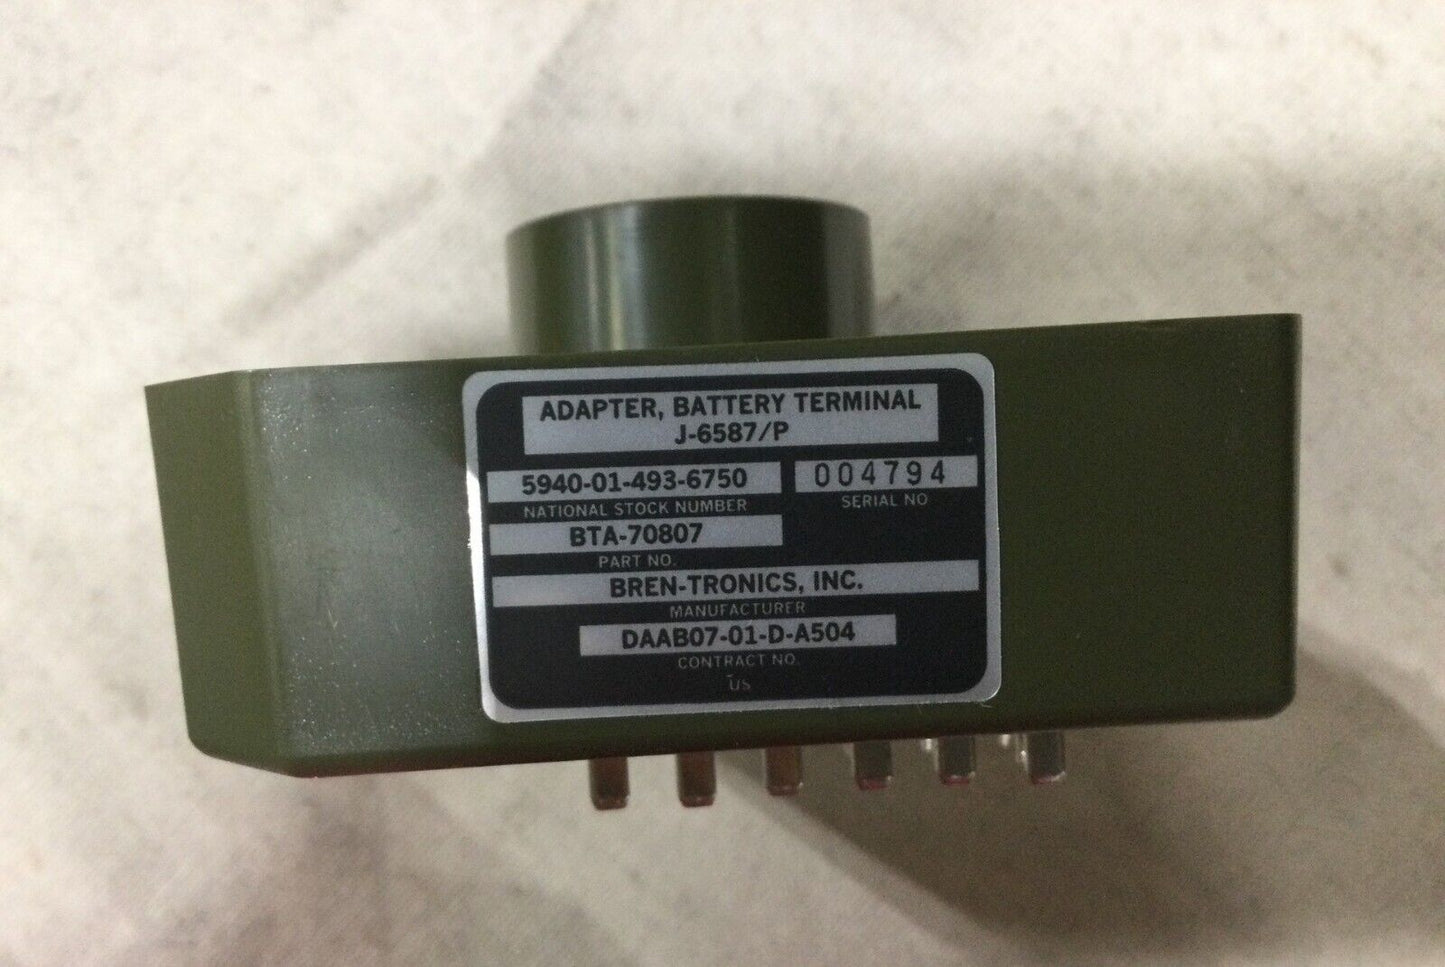 ADAPTER, BATTERY TERMINAL
J-6587/P
5940-01-493-6750 004794
NATIONAL STOCK NUMBER SERIAL NO
BTA-70807
PART NO.
BREN-TRONICS, INC.
MANUFACTURER
DAAB07-01-D-A504
CONTRACT NO.
US